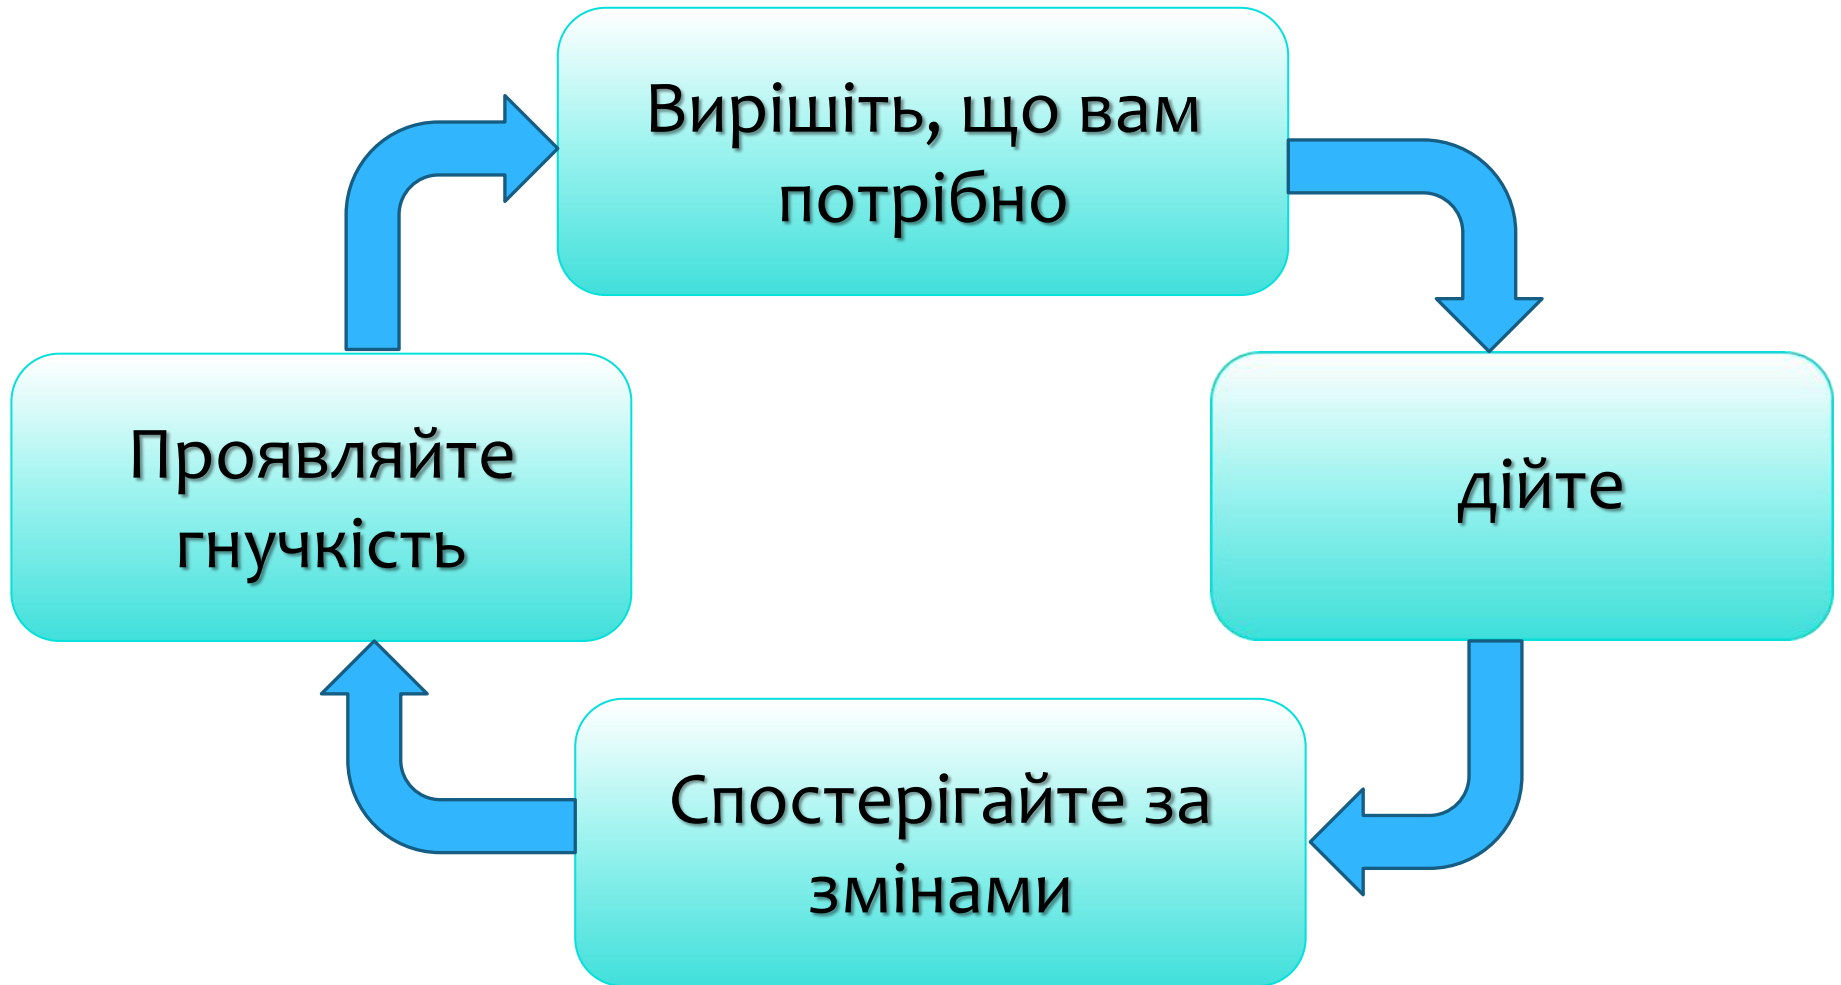 Вирішіть, що вам
потрібно
дійте
Спостерігайте за
змінами
Проявляйте
гнучкість